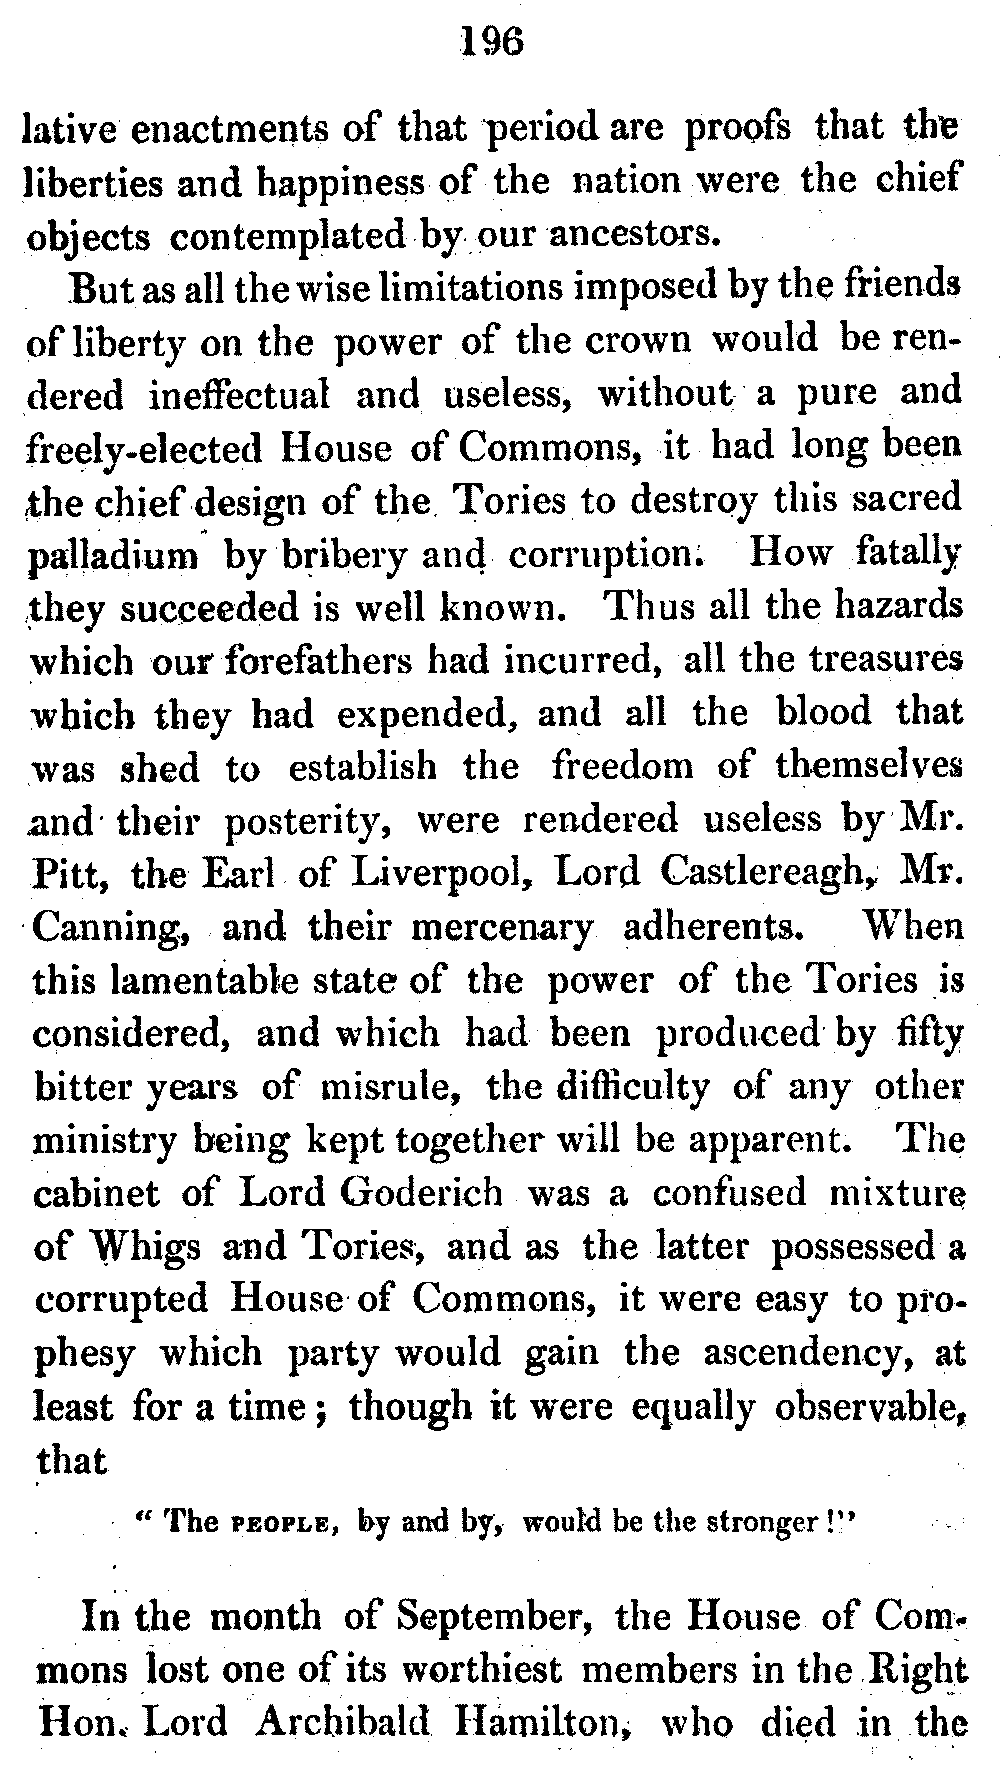 196
lative enactments of that period are proofs that the
liberties and happiness of the nation were the chief
objects contemplated by our ancestors.
But as all the wise limitations imposed by the friends
of liberty on the power of the crown would be ren-
dered ineffectual and useless, without a pure and
freely-elected House of Commons, it had long been
the chief design of the Tories to destroy this sacred
palladium by bribery and corruption. How fatally
they succeeded is well known. Thus all the hazards
which our forefathers had incurred, all the treasures
which they had expended, and all the blood that
was shed to establish the freedom of themselves
and their posterity, were rendered useless by Mr.
Pitt, the Earl of Liverpool, Lord Castlereagh, Mr.
Canning, and their mercenary adherents. When
this lamentable state of the power of the Tories is
considered, and which had been produced by fifty
bitter years of misrule, the difficulty of any other
ministry being kept together will be apparent. The
cabinet of Lord Goderich was a confused mixture
of Whigs and Tories, and as the latter possessed a
corrupted House of Commons, it were easy to pro-
phesy which party would gain the ascendency, at
least for a time; though it were equally observable,
that
"The PEOPLE, by and by, would be the stronger!"
In the month of September, the House of Com-
mons lost one of its worthiest members in the Right
Hon. Lord Archibald Hamilton, who died in the